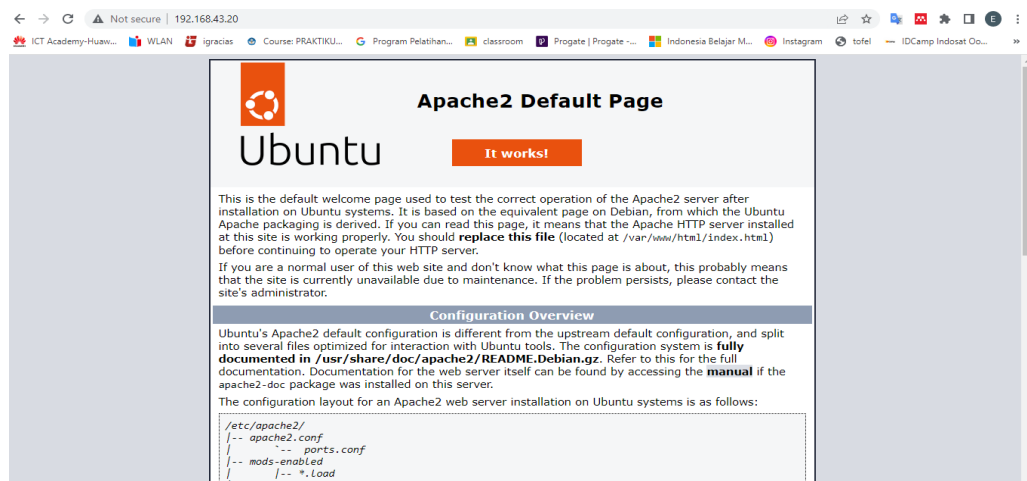 Not secure | 192.168.43.20
E
ICT Academy-Huaw... WLAN igracias Course: PRAKTIKU... Program Pelatihan... classroom Progate | Progate -... Indonesia Belajar M... Instagram tofel IDCamp Indosat Oo... »
Apache2 Default Page
Ubuntu
It works!
This is the default welcome page used to test the correct operation of the Apache2 server after
installation on Ubuntu systems. It is based on the equivalent page on Debian, from which the Ubuntu
Apache packaging is derived. If you can read this page, it means that the Apache HTTP server installed
at this site is working properly. You should replace this file (located at /var/www/html/index.html)
before continuing to operate your HTTP server.
If you are a normal user of this web site and don't know what this page is about, this probably means
that the site is currently unavailable due to maintenance. If the problem persists, please contact the
site's administrator.
Configuration Overview
Ubuntu's Apache2 default configuration is different from the upstream default configuration, and split
into several files optimized for interaction with Ubuntu tools. The configuration system is fully
documented in /usr/share/doc/apache2/README.Debian.gz. Refer to this for the full
documentation. Documentation for the web server itself can be found by accessing the manual if the
apache2-doc package was installed on this server.
The configuration layout for an Apache2 web server installation on Ubuntu systems is as follows:
/etc/apache2/
|-- apache2.conf
|       `--  ports.conf
|-- mods-enabled
|       |-- *.load